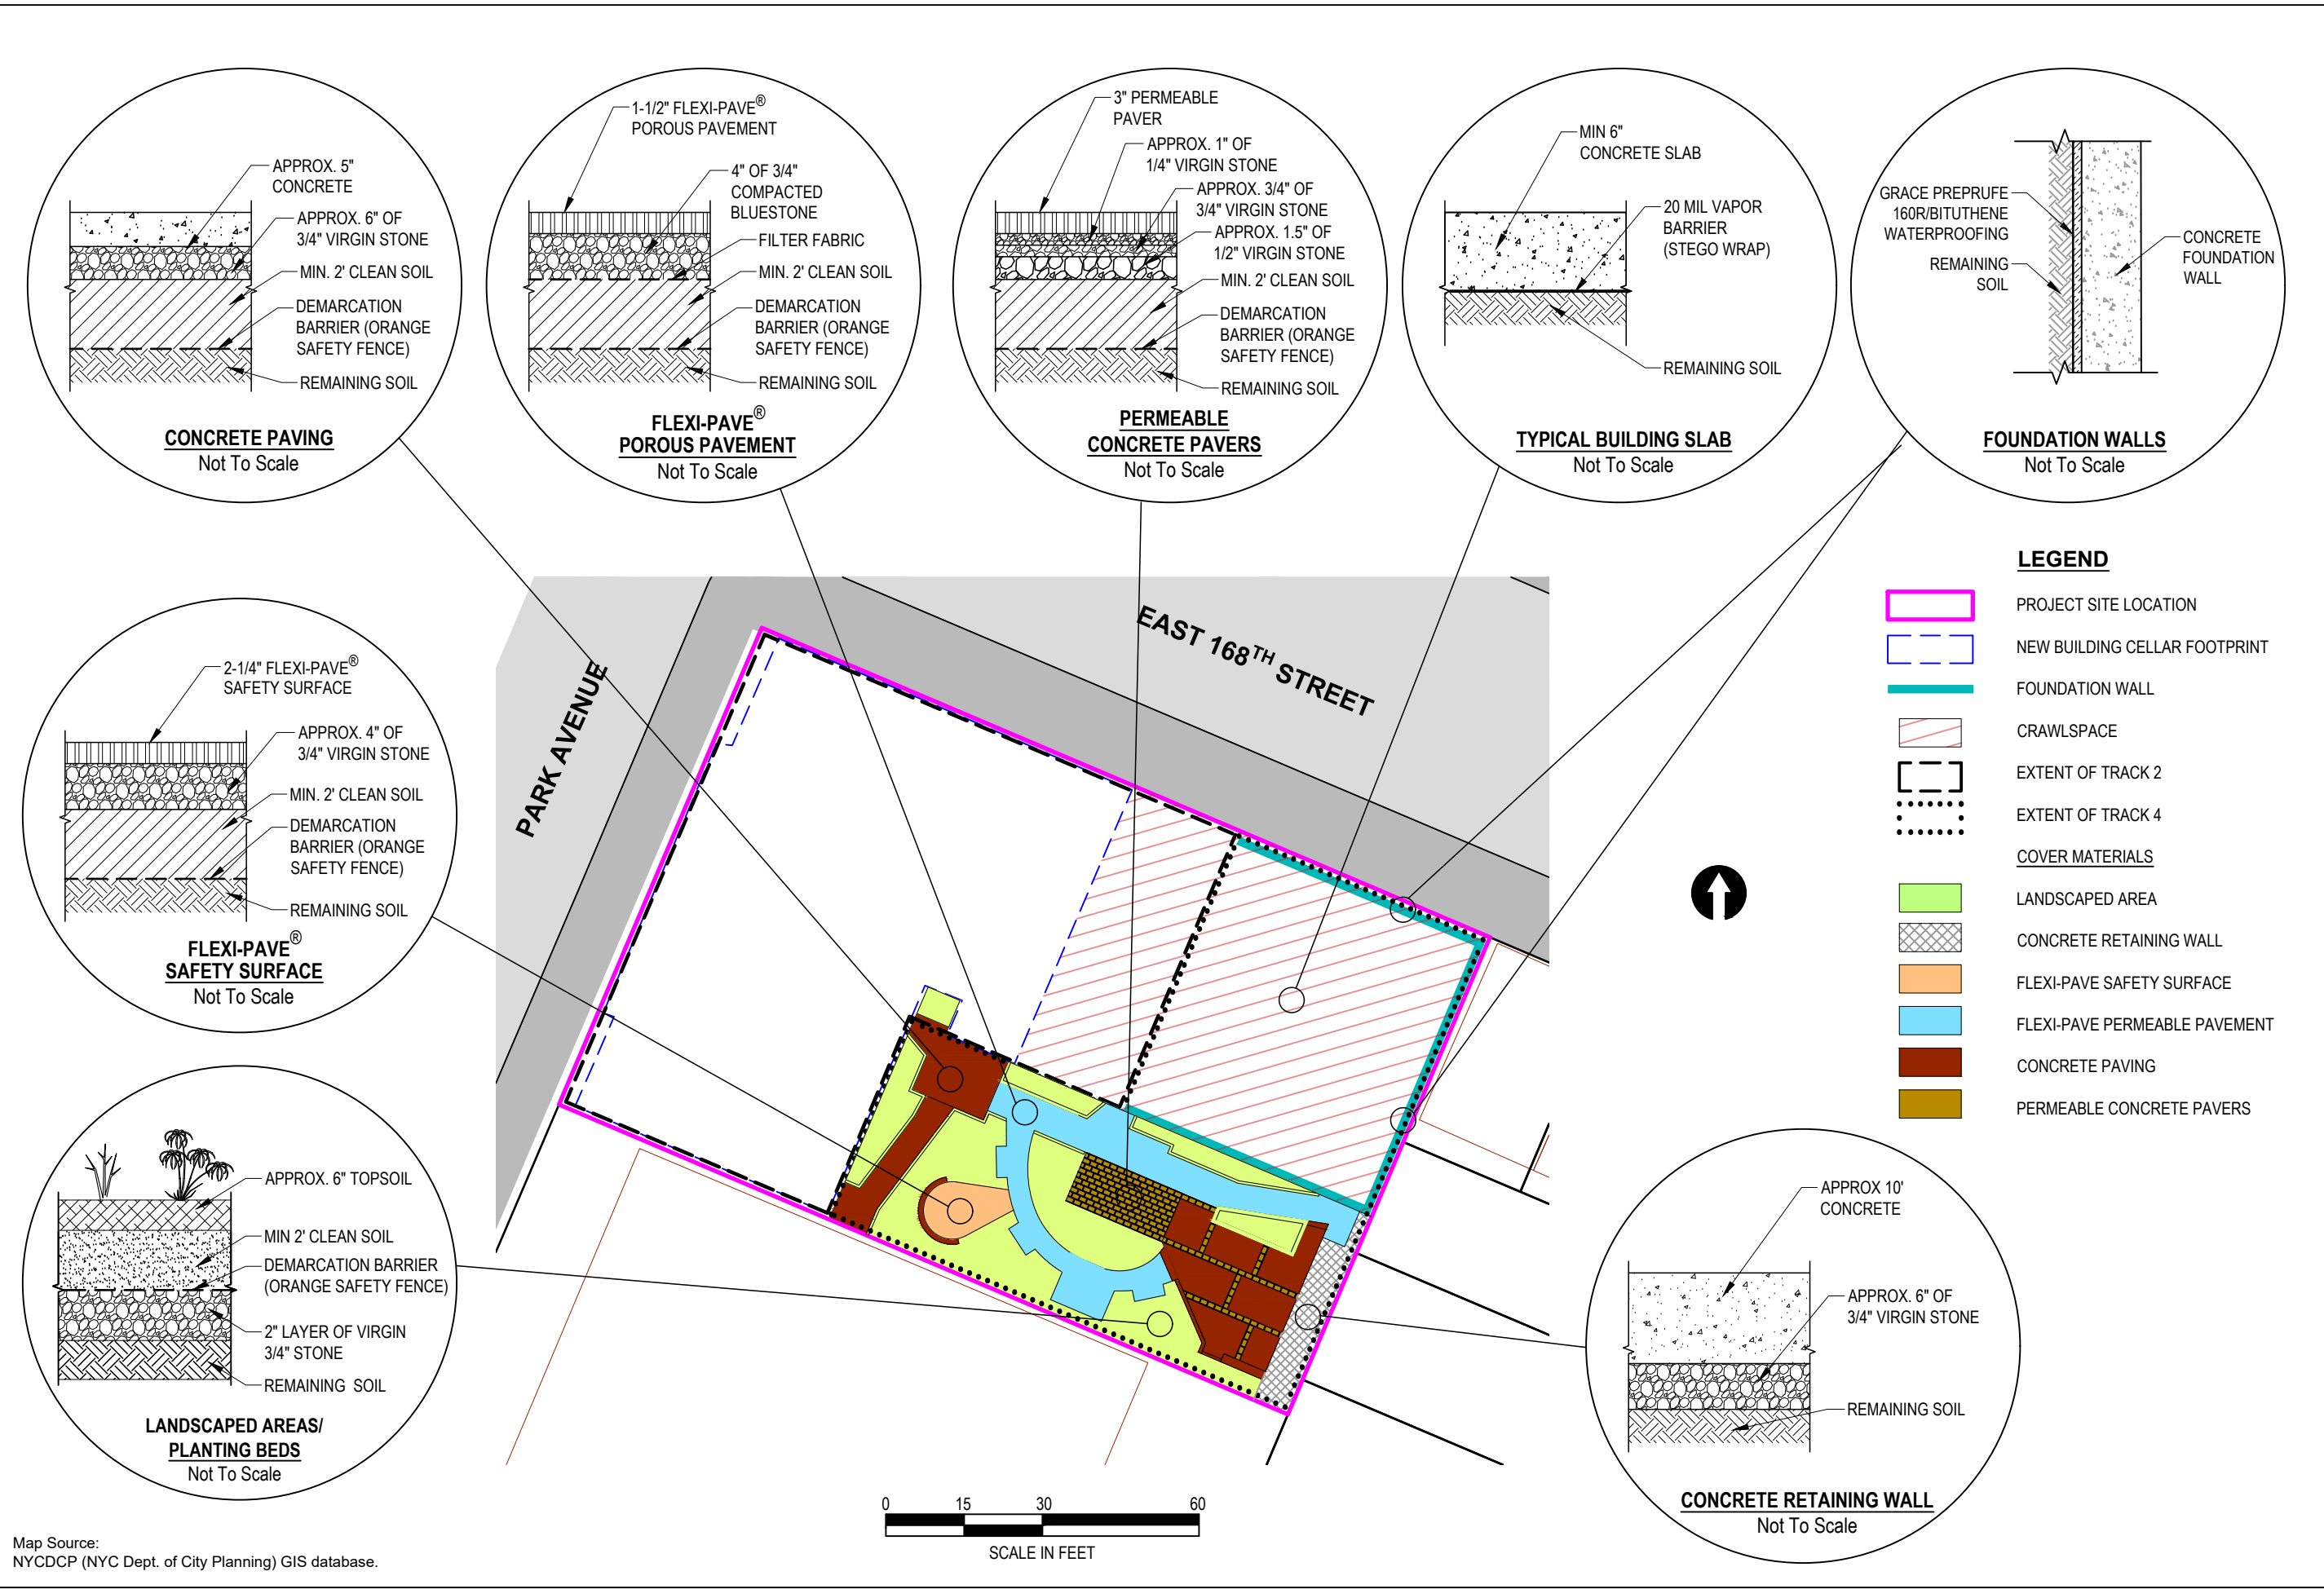 APPROX. 5"
CONCRETE
APPROX. 6" OF
3/4" VIRGIN STONE
MIN. 2' CLEAN SOIL
DEMARCATION
BARRIER (ORANGE
SAFETY FENCE)
REMAINING SOIL
CONCRETE PAVING
Not To Scale
1-1/2" FLEXI-PAVE®
POROUS PAVEMENT
4" OF 3/4"
COMPACTED
BLUESTONE
FILTER FABRIC
MIN. 2' CLEAN SOIL
DEMARCATION
BARRIER (ORANGE
SAFETY FENCE)
REMAINING SOIL
FLEXI-PAVE®
POROUS PAVEMENT
Not To Scale
3" PERMEABLE
PAVER
APPROX. 1" OF
1/4" VIRGIN STONE
APPROX. 3/4" OF
3/4" VIRGIN STONE
APPROX. 1.5" OF
1/2" VIRGIN STONE
MIN. 2' CLEAN SOIL
DEMARCATION
BARRIER (ORANGE
SAFETY FENCE)
REMAINING SOIL
PERMEABLE
CONCRETE PAVERS
Not To Scale
MIN 6"
CONCRETE SLAB
20 MIL VAPOR
BARRIER
(STEGO WRAP)
REMAINING SOIL
TYPICAL BUILDING SLAB
Not To Scale
GRACE PREPRUFE
160R/BITUTHENE
WATERPROOFING
REMAINING
SOIL
CONCRETE
FOUNDATION
WALL
FOUNDATION WALLS
Not To Scale
2-1/4" FLEXI-PAVE®
SAFETY SURFACE
APPROX. 4" OF
3/4" VIRGIN STONE
MIN. 2' CLEAN SOIL
DEMARCATION
BARRIER (ORANGE
SAFETY FENCE)
REMAINING SOIL
FLEXI-PAVE®
SAFETY SURFACE
Not To Scale
PARK AVENUE
EAST 168TH STREET
LEGEND
PROJECT SITE LOCATION
NEW BUILDING CELLAR FOOTPRINT
FOUNDATION WALL
CRAWLSPACE
EXTENT OF TRACK 2
EXTENT OF TRACK 4
COVER MATERIALS
LANDSCAPED AREA
CONCRETE RETAINING WALL
FLEXI-PAVE SAFETY SURFACE
FLEXI-PAVE PERMEABLE PAVEMENT
CONCRETE PAVING
PERMEABLE CONCRETE PAVERS
APPROX. 6" TOPSOIL
MIN 2' CLEAN SOIL
DEMARCATION BARRIER
(ORANGE SAFETY FENCE)
2" LAYER OF VIRGIN
3/4" STONE
REMAINING SOIL
LANDSCAPED AREAS/
PLANTING BEDS
Not To Scale
APPROX 10'
CONCRETE
APPROX. 6" OF
3/4" VIRGIN STONE
REMAINING SOIL
CONCRETE RETAINING WALL
Not To Scale
0 15 30 60
SCALE IN FEET
Map Source:
NYCDCP (NYC Dept. of City Planning) GIS database.